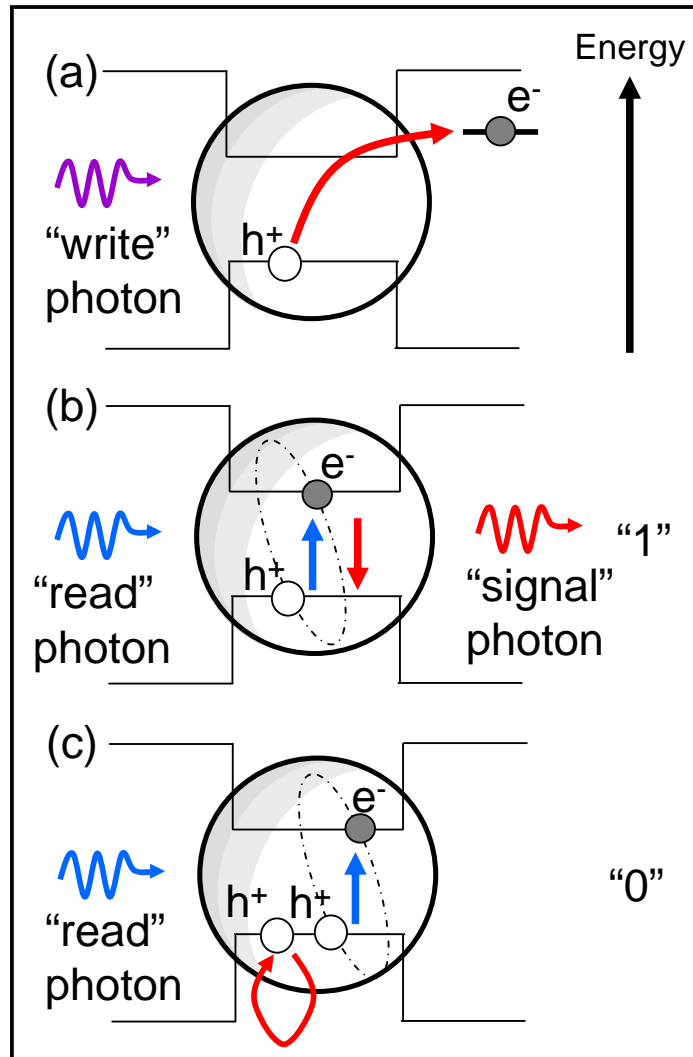 (a)
Energy
e-
h+
“write”
photon
(b)
e-
h+
“read”
photon
“signal”
photon
“1”
(c)
e-
h+ h+
“read”
photon
“0”